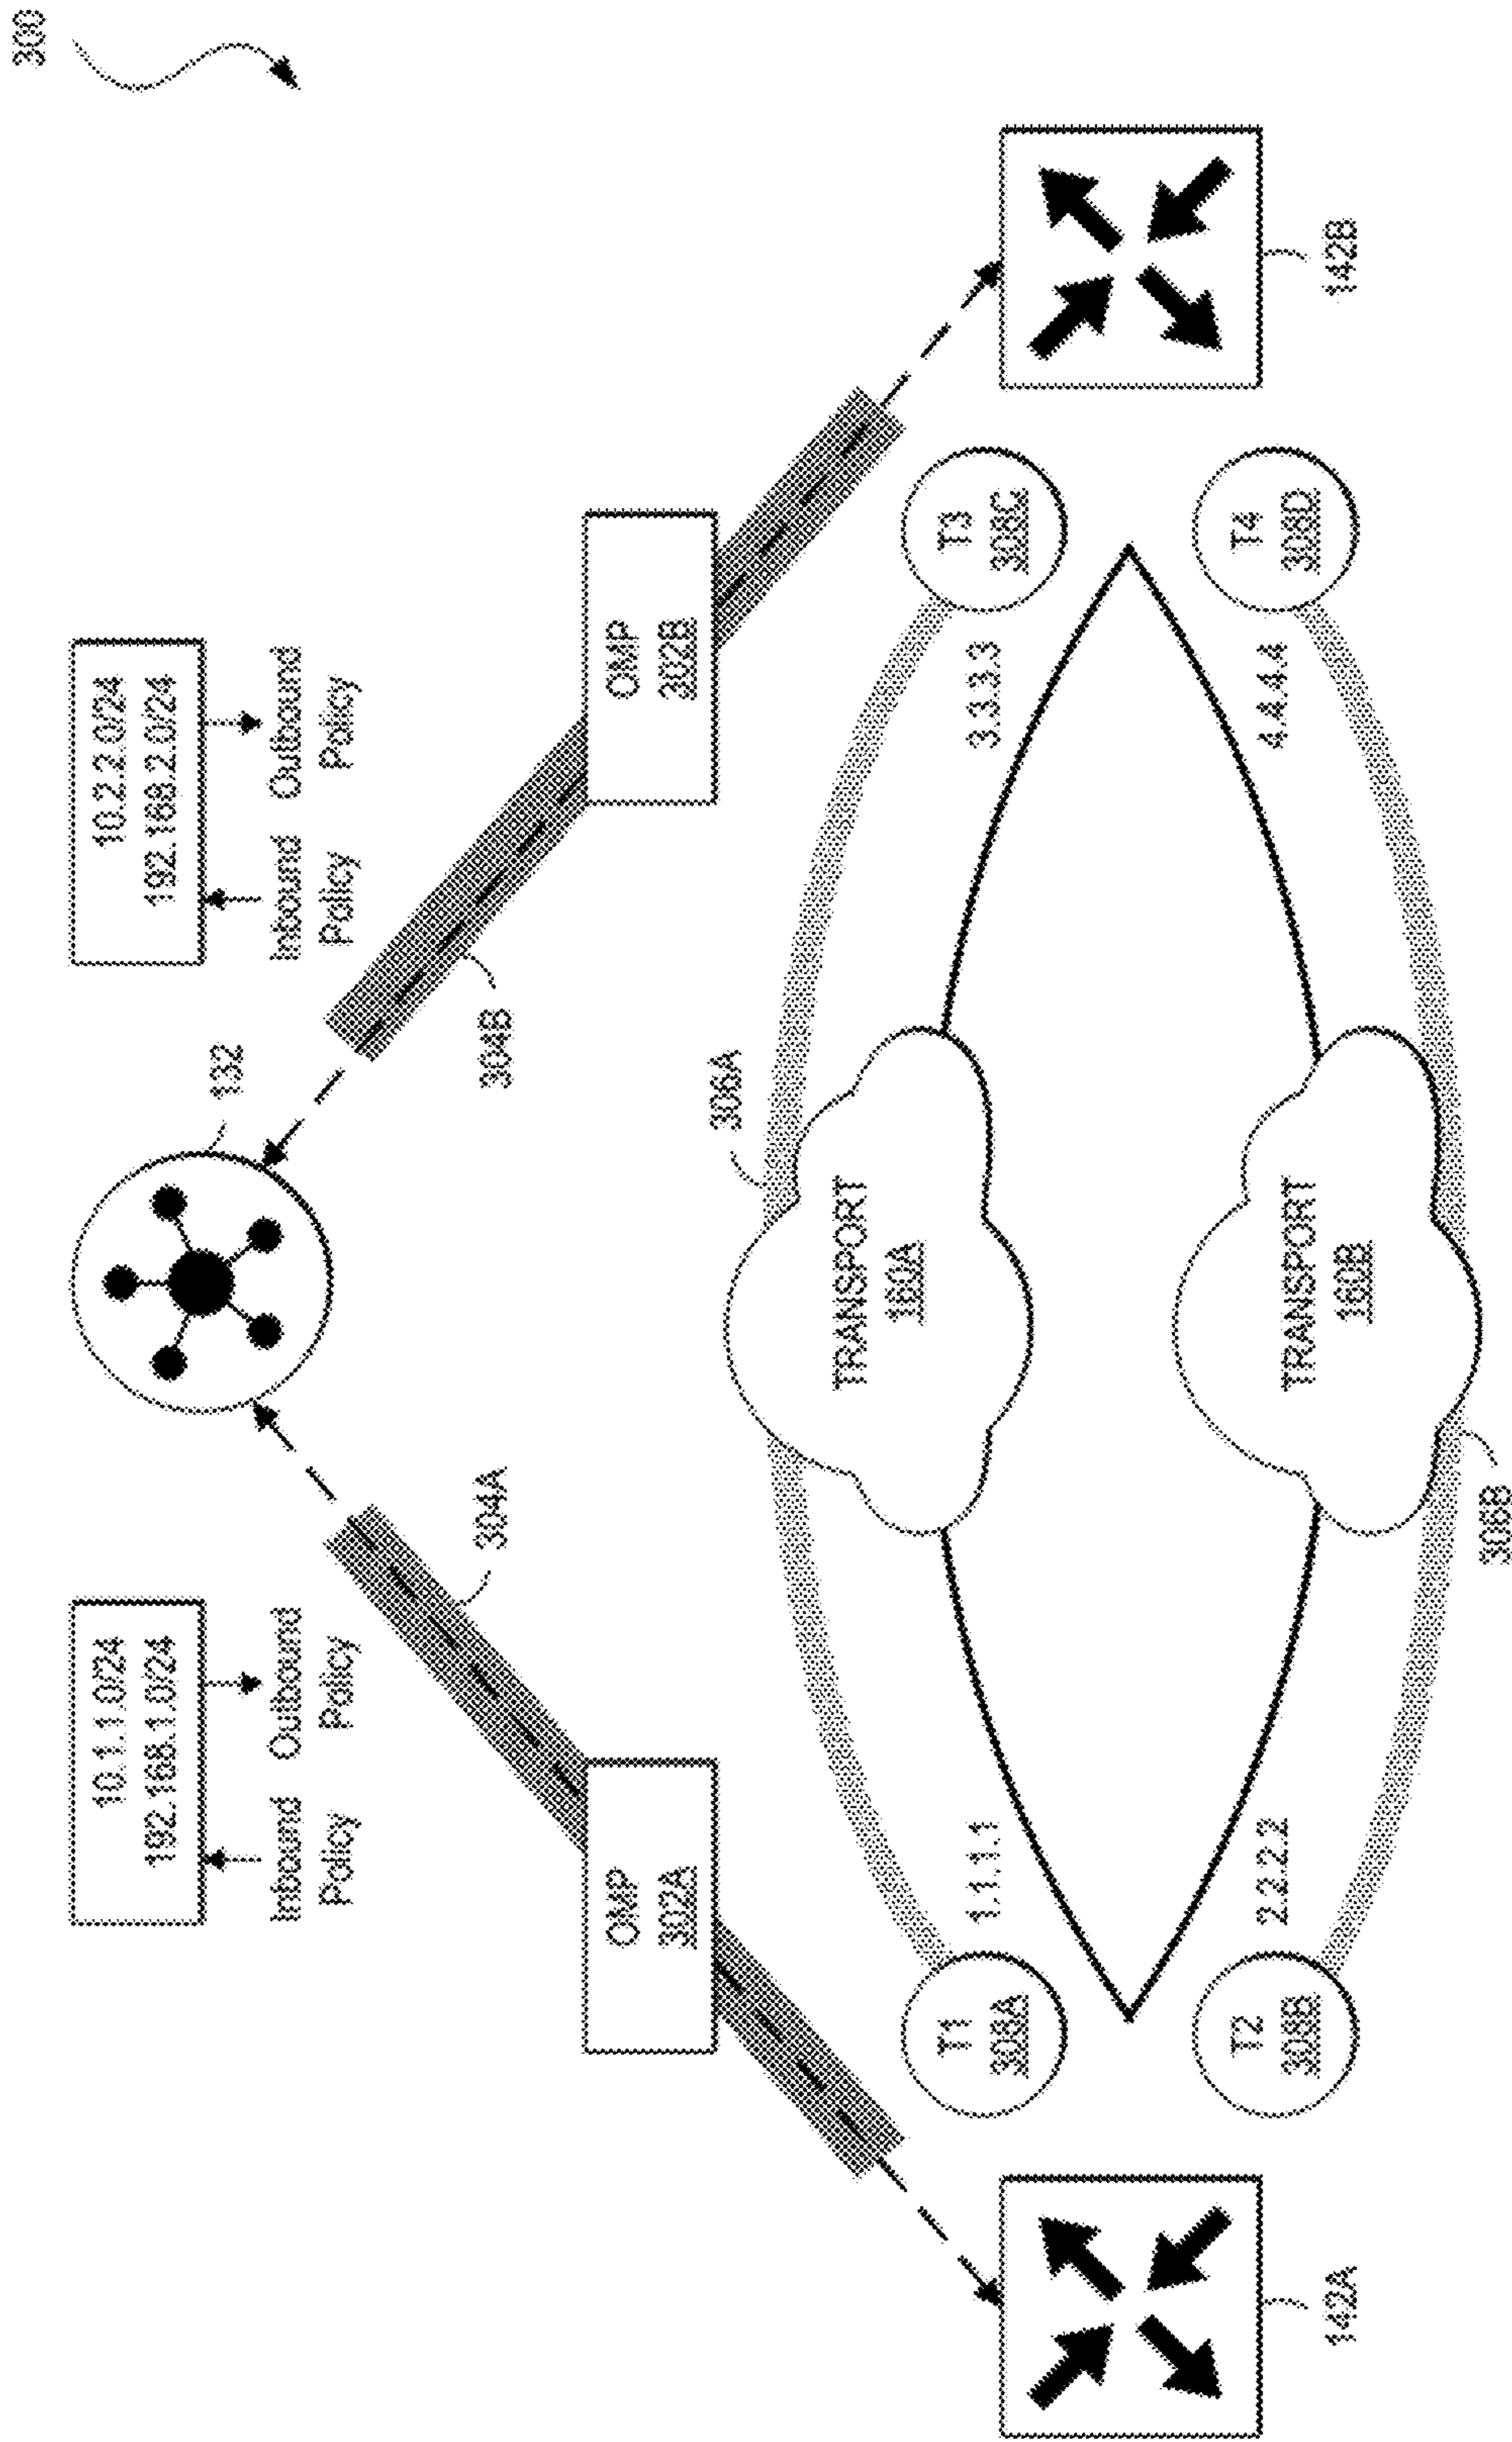 300
10.1.1.0/24
192.168.1.0/24
Inbound
Policy
Outbound
Policy
132
10.2.2.0/24
192.168.2.0/24
Inbound
Policy
Outbound
Policy
304A
304B
OMP
302A
OMP
302B
306A
TRANSPORT
160A
T1
308A
1.1.1.1
3.3.3.3
T3
308C
T2
308B
2.2.2.2
4.4.4.4
T4
308D
TRANSPORT
160B
142A
142B
306B